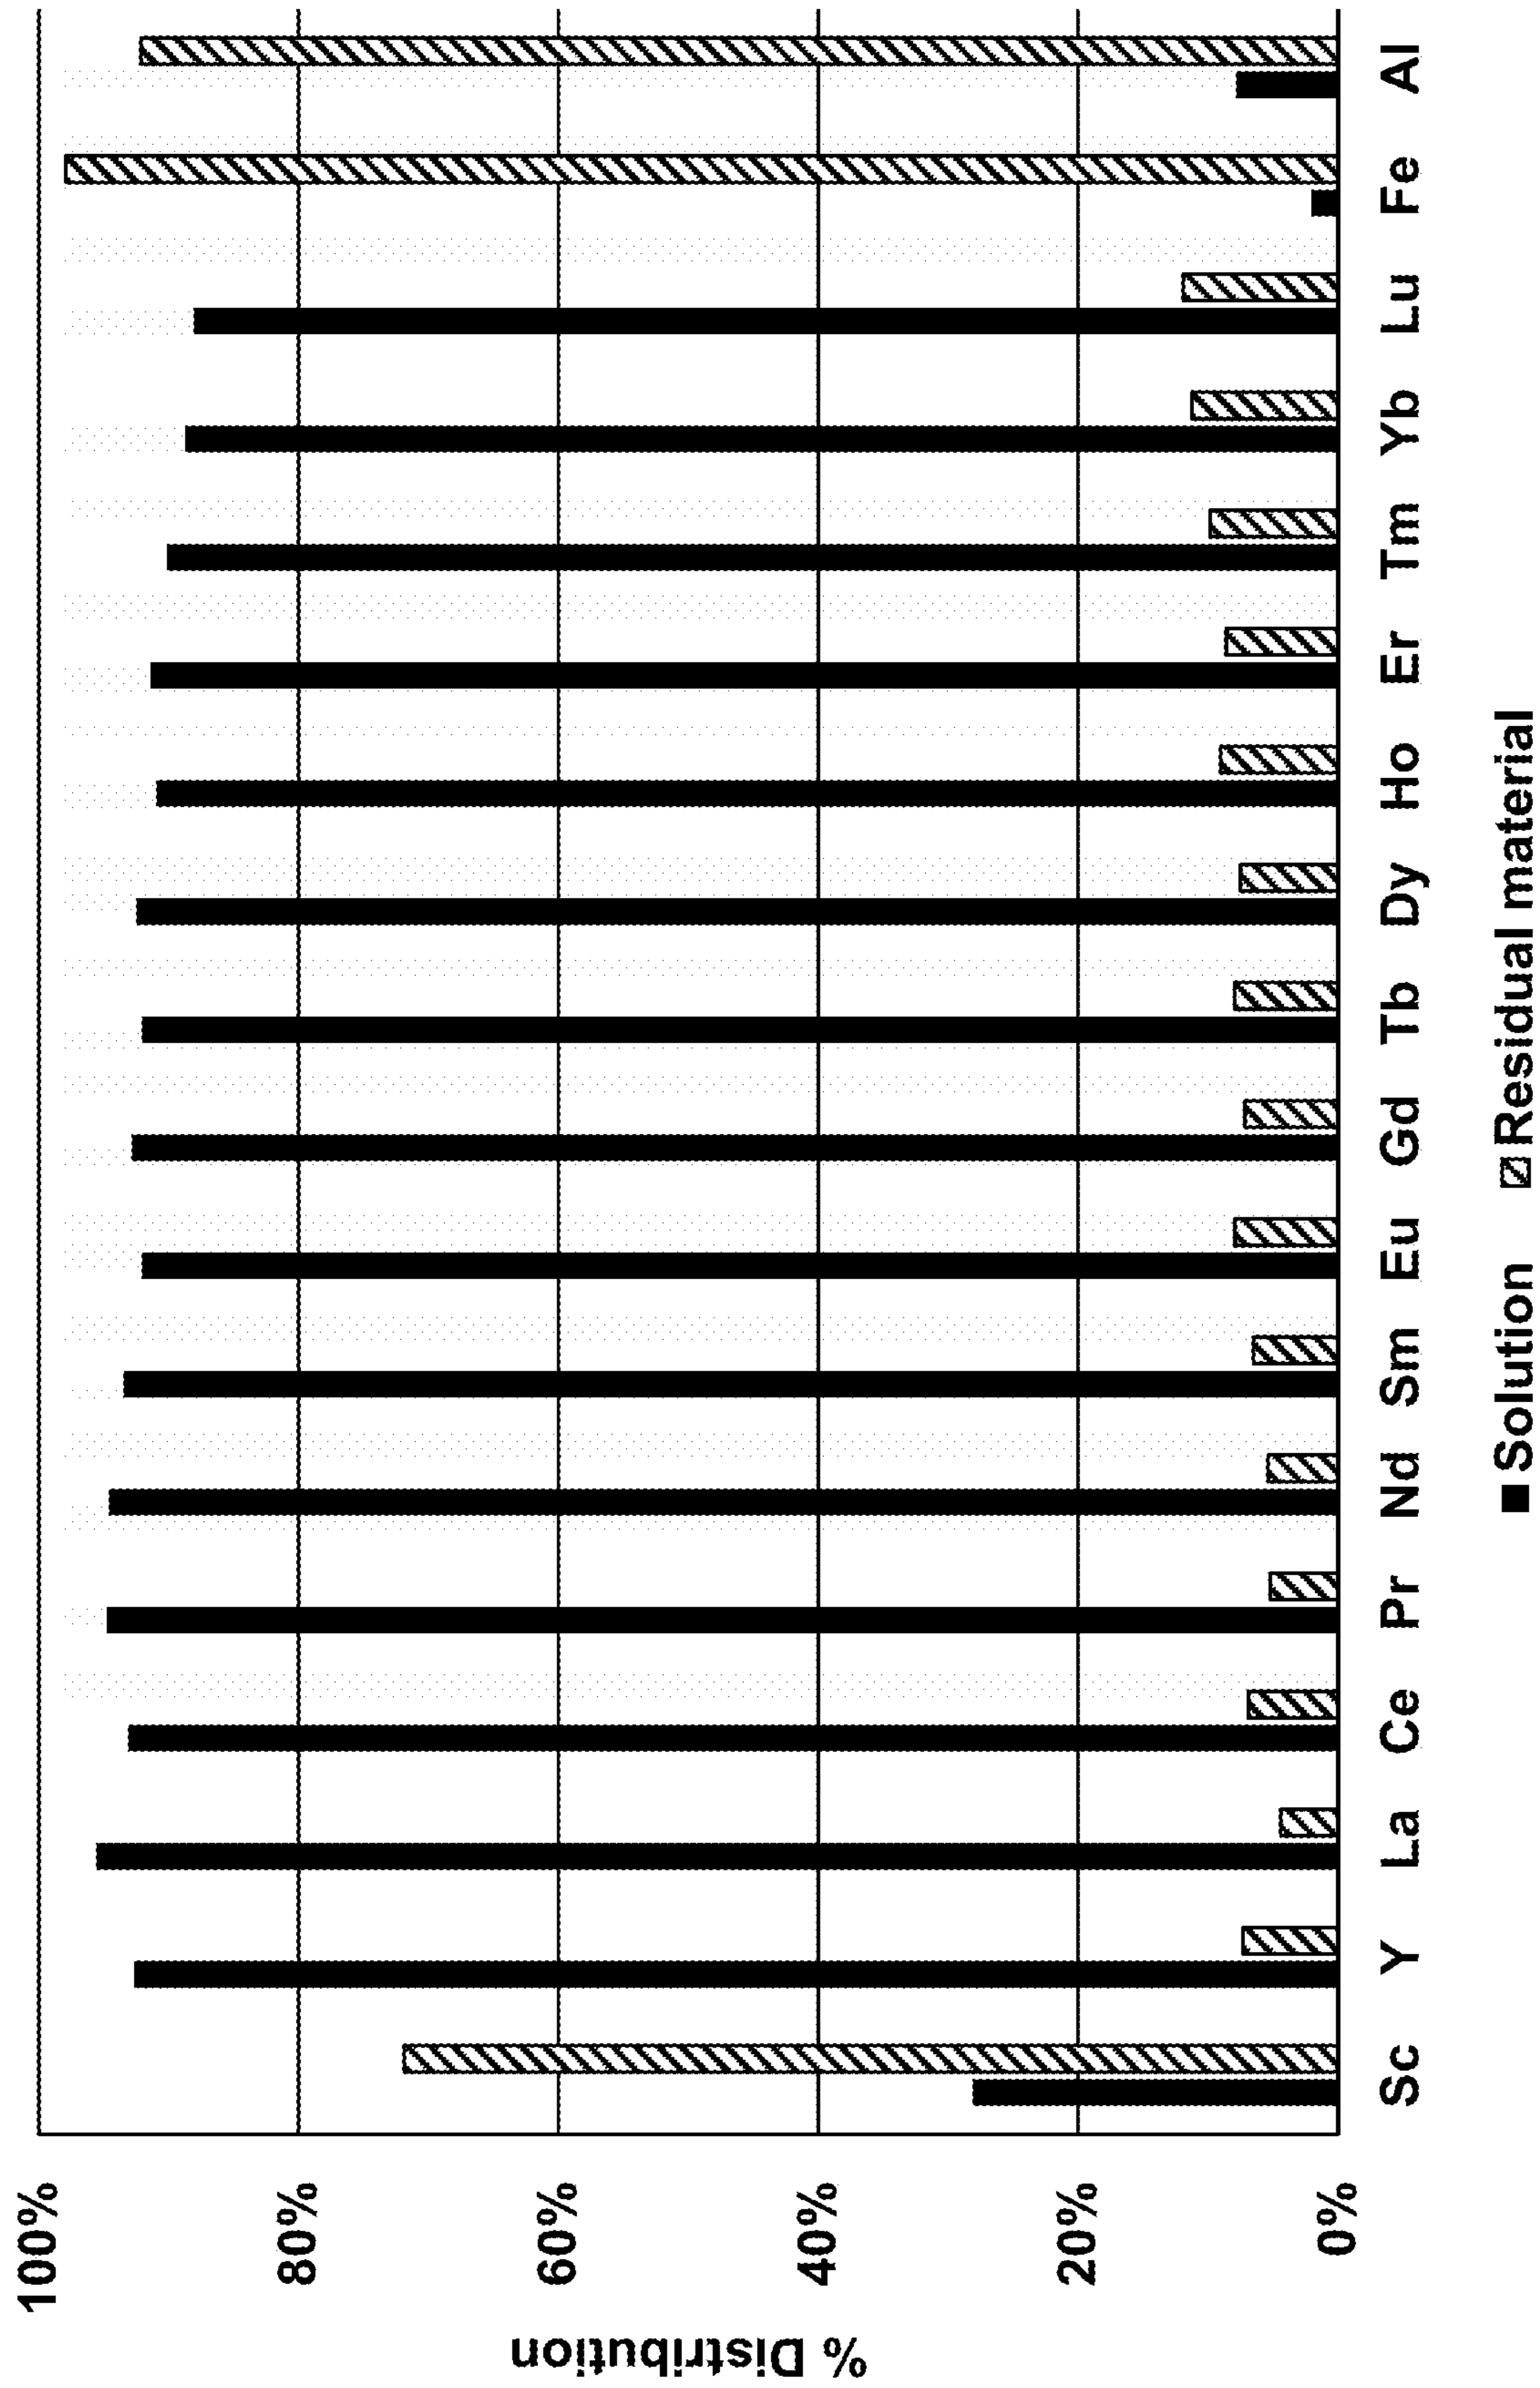 % Distribution
100%
80%
60%
40%
20%
0%
Sc Y La Ce Pr Nd Sm Eu Gd Tb Dy Ho Er Tm Yb Lu Fe Al
Solution Residual material